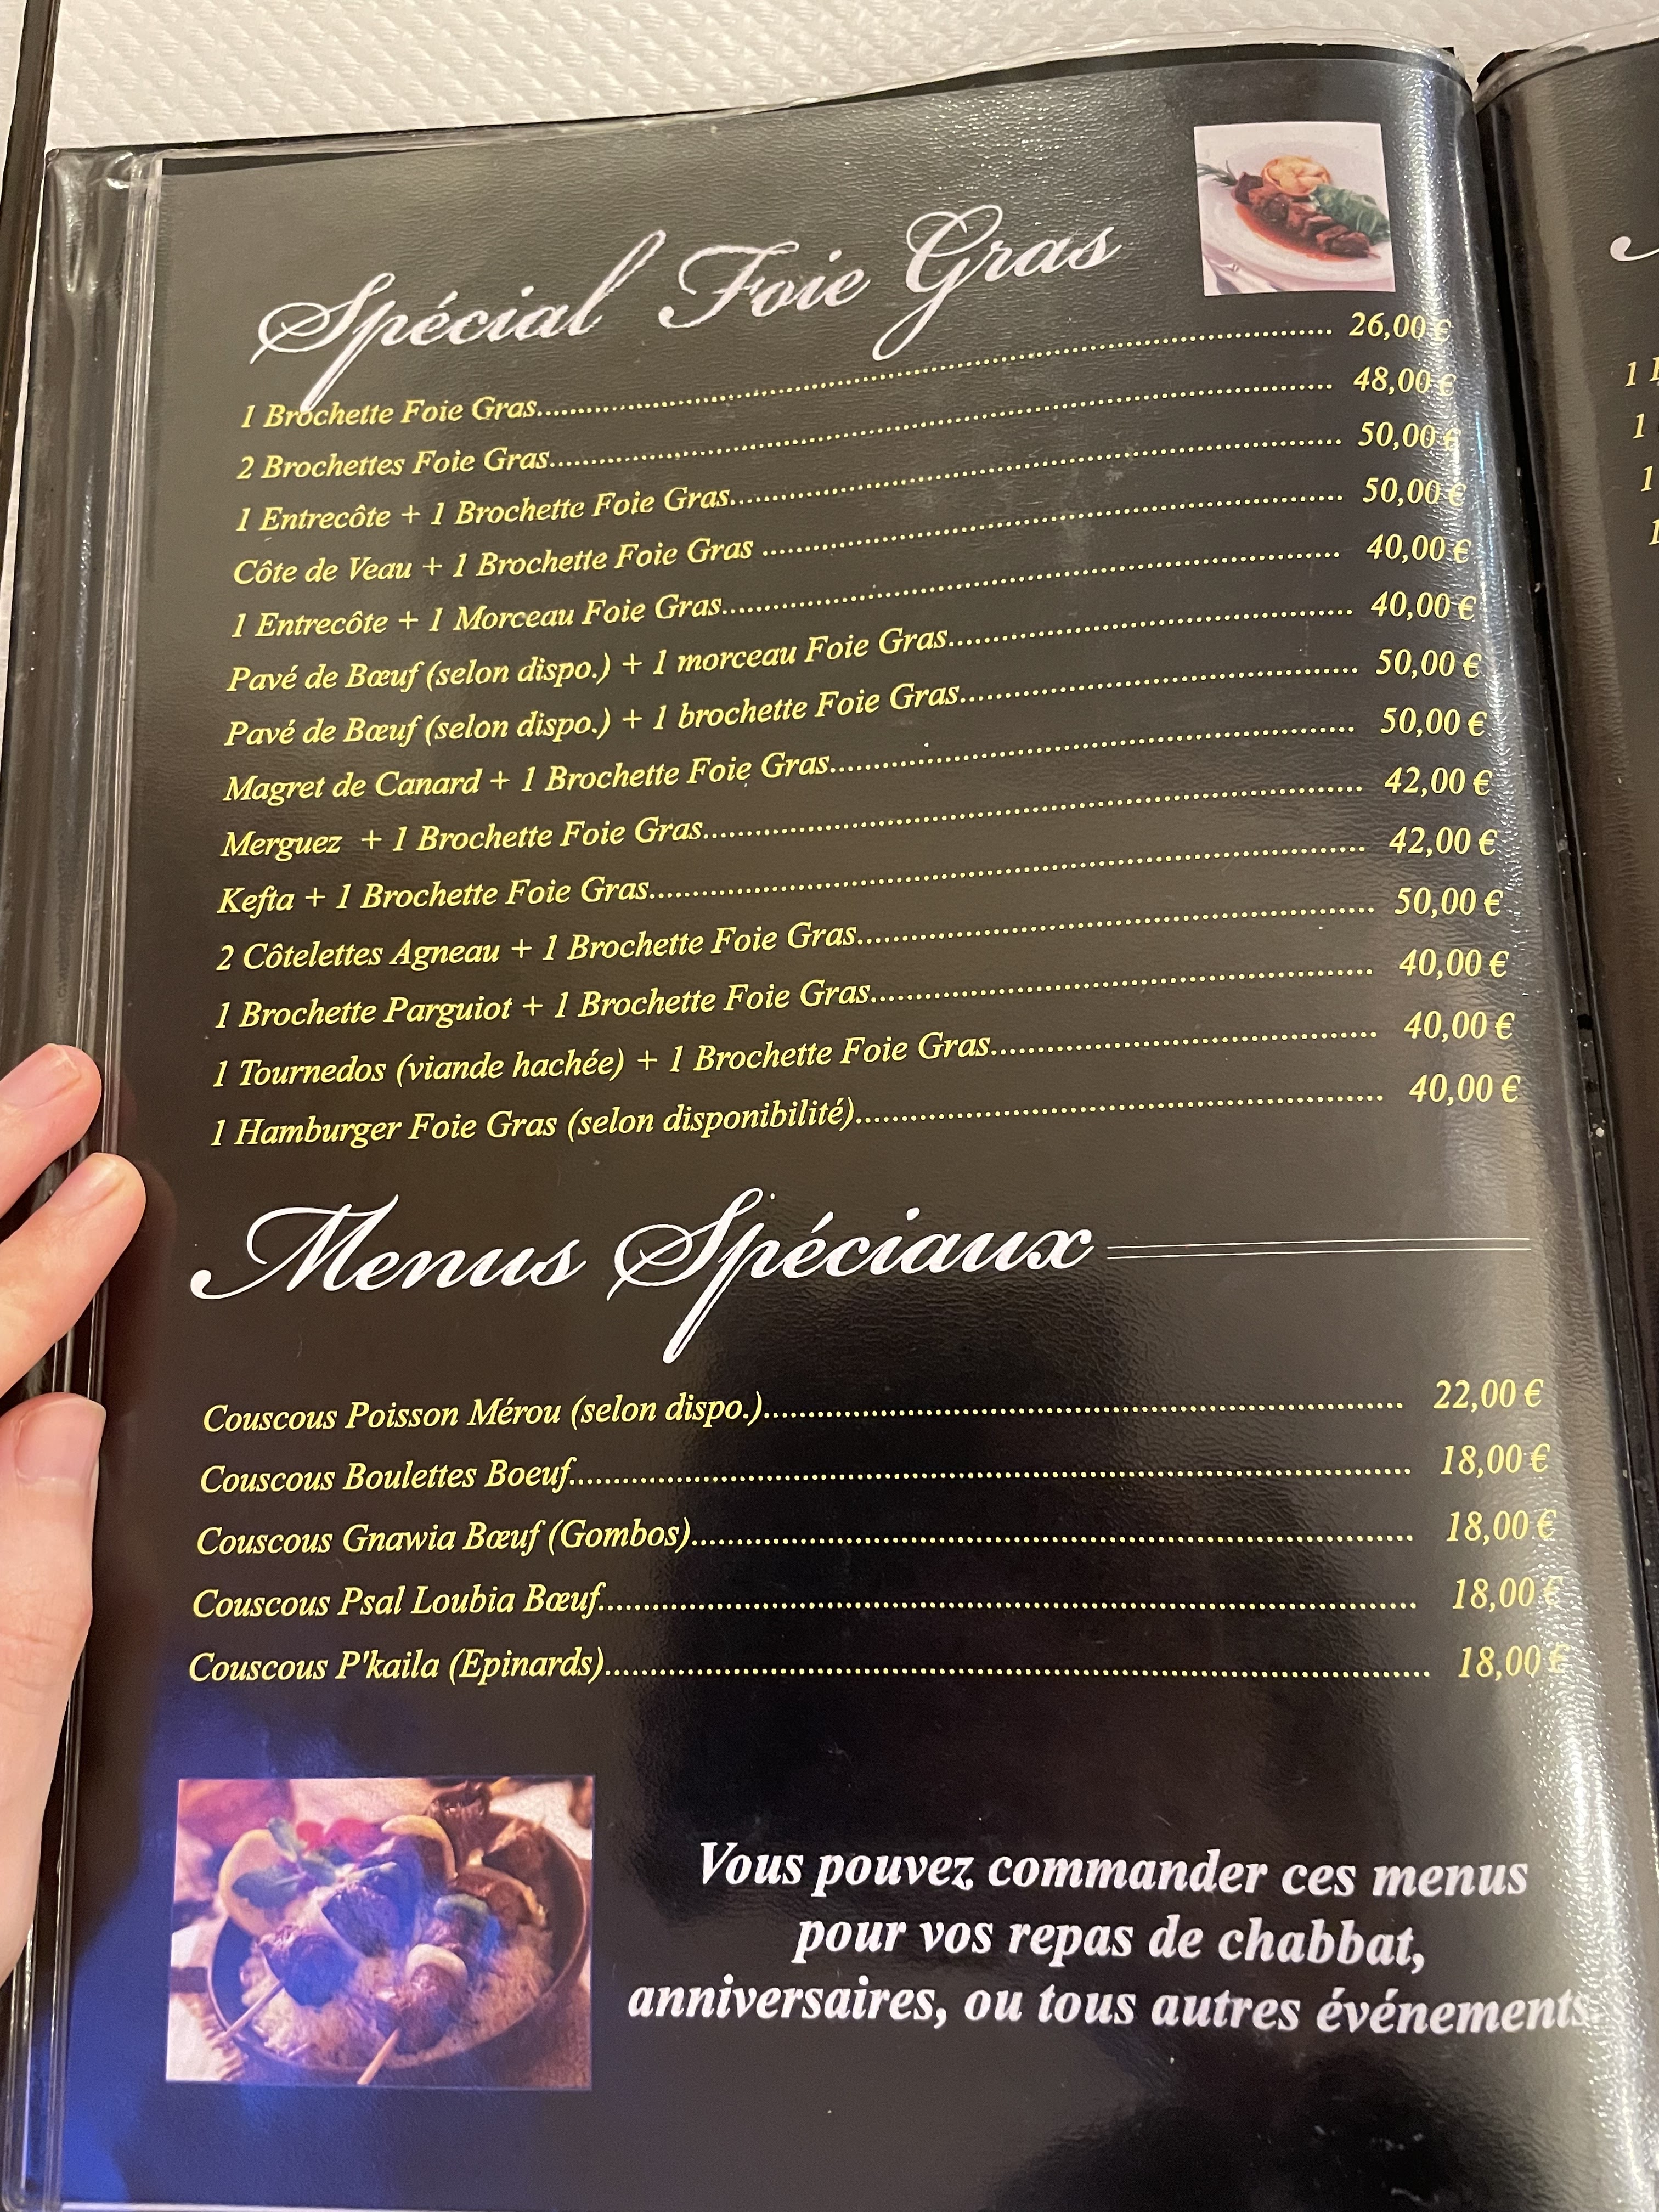 Spécial Foie Gras
1 Brochette Foie Gras........ 26,00 €
2 Brochettes Foie Gras........ 48,00 €
1 Entrecôte + 1 Brochette Foie Gras........ 50,00 €
Côte de Veau + 1 Brochette Foie Gras ........ 50,00 €
1 Entrecôte + 1 Morceau Foie Gras........ 40,00 €
Pavé de Bœuf (selon dispo.) + 1 morceau Foie Gras........ 40,00 €
Pavé de Bœuf (selon dispo.) + 1 brochette Foie Gras........ 50,00 €
Magret de Canard + 1 Brochette Foie Gras........ 50,00 €
Merguez + 1 Brochette Foie Gras........ 42,00 €
Kefta + 1 Brochette Foie Gras........ 42,00 €
2 Côtelettes Agneau + 1 Brochette Foie Gras........ 50,00 €
1 Brochette Parguiot + 1 Brochette Foie Gras........ 40,00 €
1 Tournedos (viande hachée) + 1 Brochette Foie Gras........ 40,00 €
1 Hamburger Foie Gras (selon disponibilité)........ 40,00 €
Menus Spéciaux
Couscous Poisson Mérou (selon dispo.)........ 22,00 €
Couscous Boulettes Boeuf........ 18,00 €
Couscous Gnawia Bœuf (Gombos)........ 18,00 €
Couscous Psal Loubia Bœuf........ 18,00 €
Couscous P'kaila (Epinards)........ 18,00 €
Vous pouvez commander ces menus
pour vos repas de chabbat,
anniversaires, ou tous autres événements.
1
1
1
1